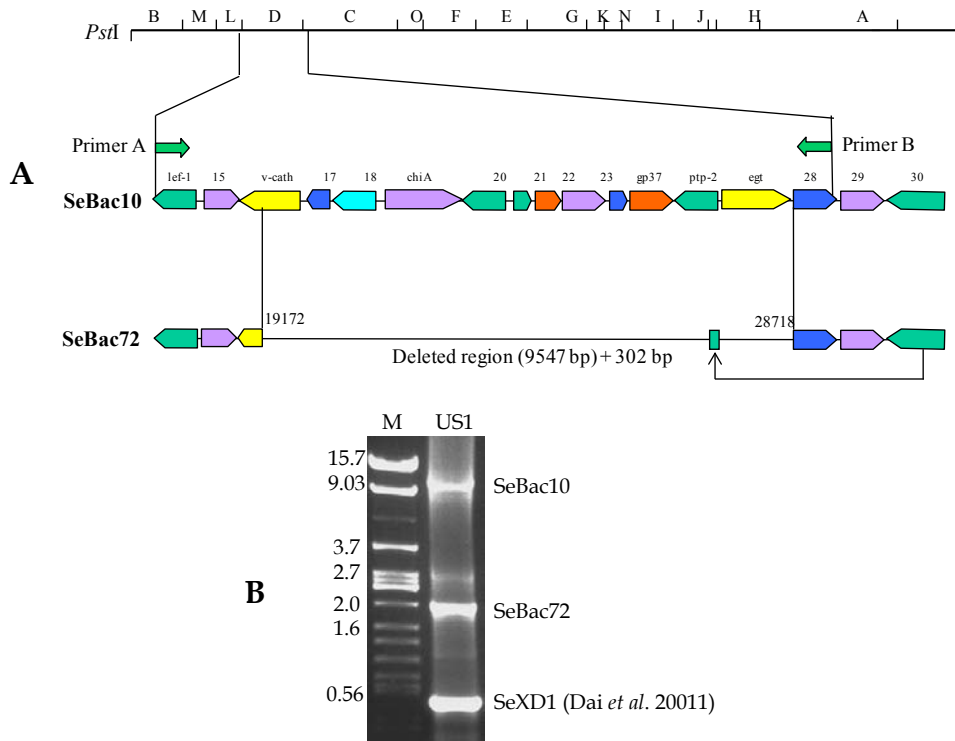 B M L D C O F E G K N I J H A
PstI
Primer A
Primer B
A
lef-1 15 v-cath 17 18 chiA 20 21 22 23 gp37 ptp-2 egt 28 29 30
SeBac10
19172
28718
SeBac72
Deleted region (9547 bp) + 302 bp
M US1
15.7
9.03
SeBac10
3.7
2.7
B
2.0
SeBac72
1.6
0.56
SeXD1 (Dai et al. 20011)